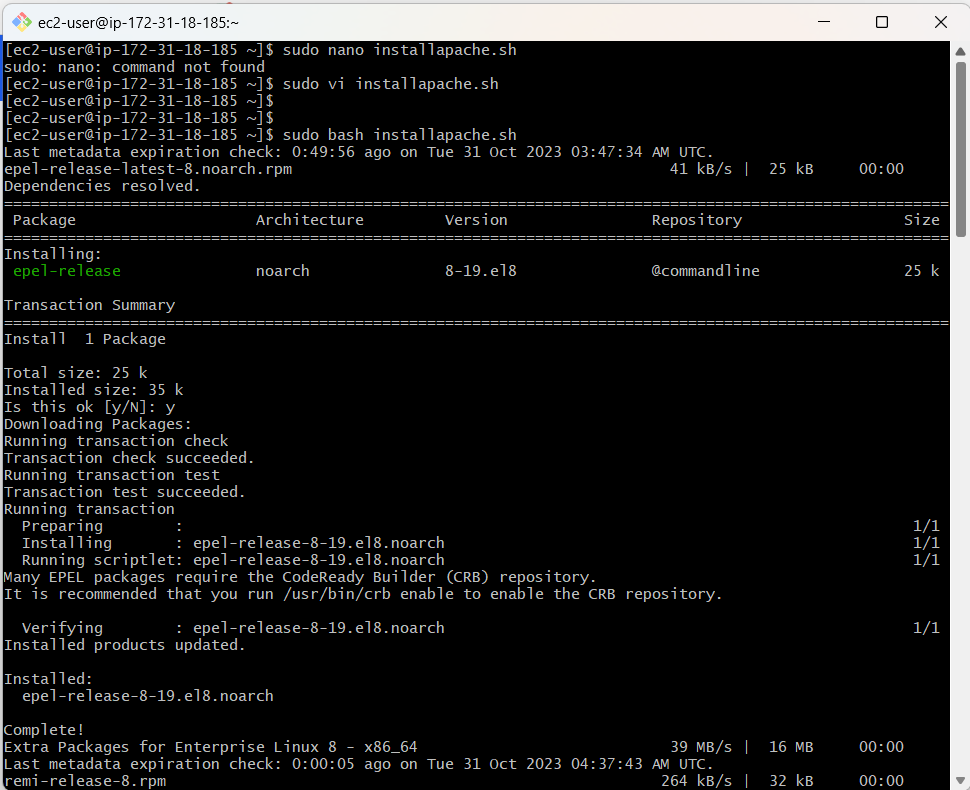 ec2-user@ip-172-31-18-185:~
[ec2-user@ip-172-31-18-185 ~]$ sudo nano installapache.sh
sudo: nano: command not found
[ec2-user@ip-172-31-18-185 ~]$ sudo vi installapache.sh
[ec2-user@ip-172-31-18-185 ~]$
[ec2-user@ip-172-31-18-185 ~]$
[ec2-user@ip-172-31-18-185 ~]$ sudo bash installapache.sh
Last metadata expiration check: 0:49:56 ago on Tue 31 Oct 2023 03:47:34 AM UTC.
epel-release-latest-8.noarch.rpm                                          41 kB/s |  25 kB     00:00
Dependencies resolved.
=========================================================================================================
 Package                    Architecture         Version                Repository                  Size
=========================================================================================================
Installing:
 epel-release               noarch               8-19.el8               @commandline                25 k

Transaction Summary
=========================================================================================================
Install  1 Package

Total size: 25 k
Installed size: 35 k
Is this ok [y/N]: y
Downloading Packages:
Running transaction check
Transaction check succeeded.
Running transaction test
Transaction test succeeded.
Running transaction
  Preparing        :                                                                                 1/1
  Installing       : epel-release-8-19.el8.noarch                                                    1/1
  Running scriptlet: epel-release-8-19.el8.noarch                                                    1/1
Many EPEL packages require the CodeReady Builder (CRB) repository.
It is recommended that you run /usr/bin/crb enable to enable the CRB repository.

  Verifying        : epel-release-8-19.el8.noarch                                                    1/1
Installed products updated.

Installed:
  epel-release-8-19.el8.noarch

Complete!
Extra Packages for Enterprise Linux 8 - x86_64                            39 MB/s |  16 MB     00:00
Last metadata expiration check: 0:00:05 ago on Tue 31 Oct 2023 04:37:43 AM UTC.
remi-release-8.rpm                                                       264 kB/s |  32 kB     00:00